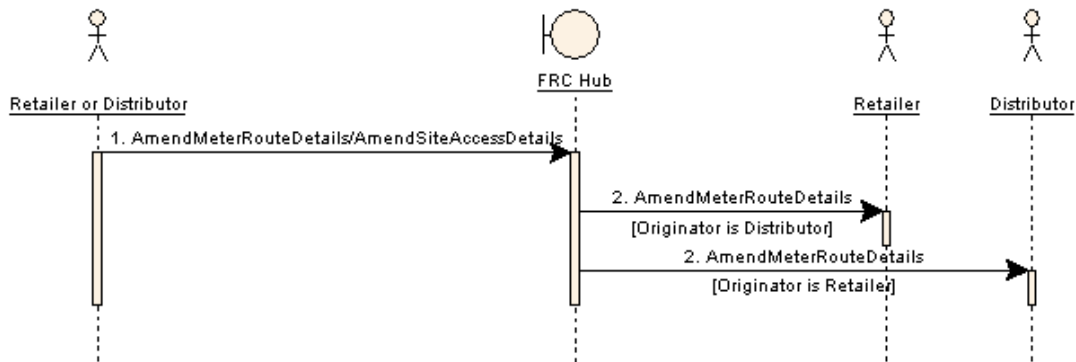 FRC Hub
Retailer or Distributor
Retailer
Distributor
1. AmendMeterRouteDetails/AmendSiteAccessDetails
2. AmendMeterRouteDetails
[Originator is Distributor]
2. AmendMeterRouteDetails
[Originator is Retailer]